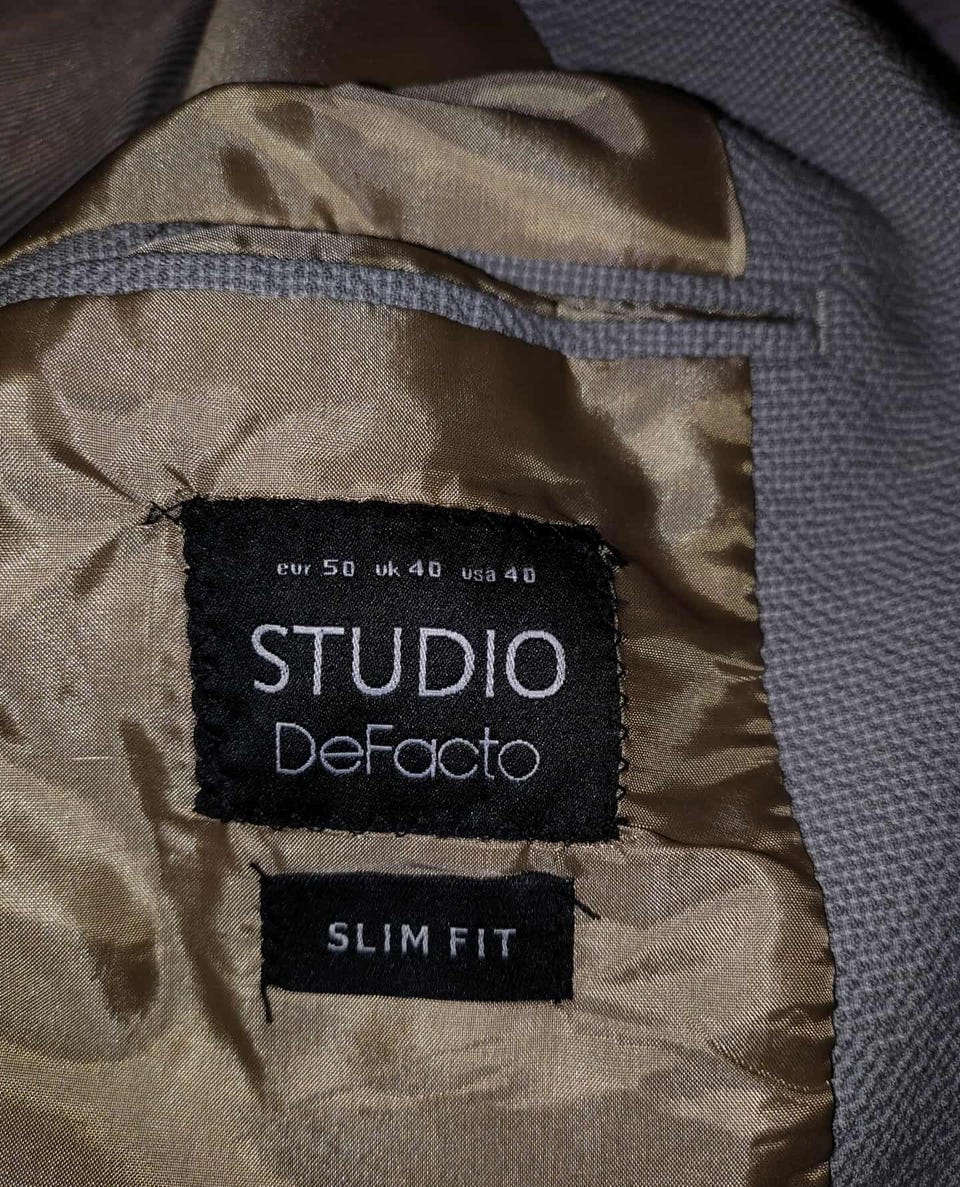 eur 50 uk 40 usa 40
STUDIO
DeFacto
SLIM FIT